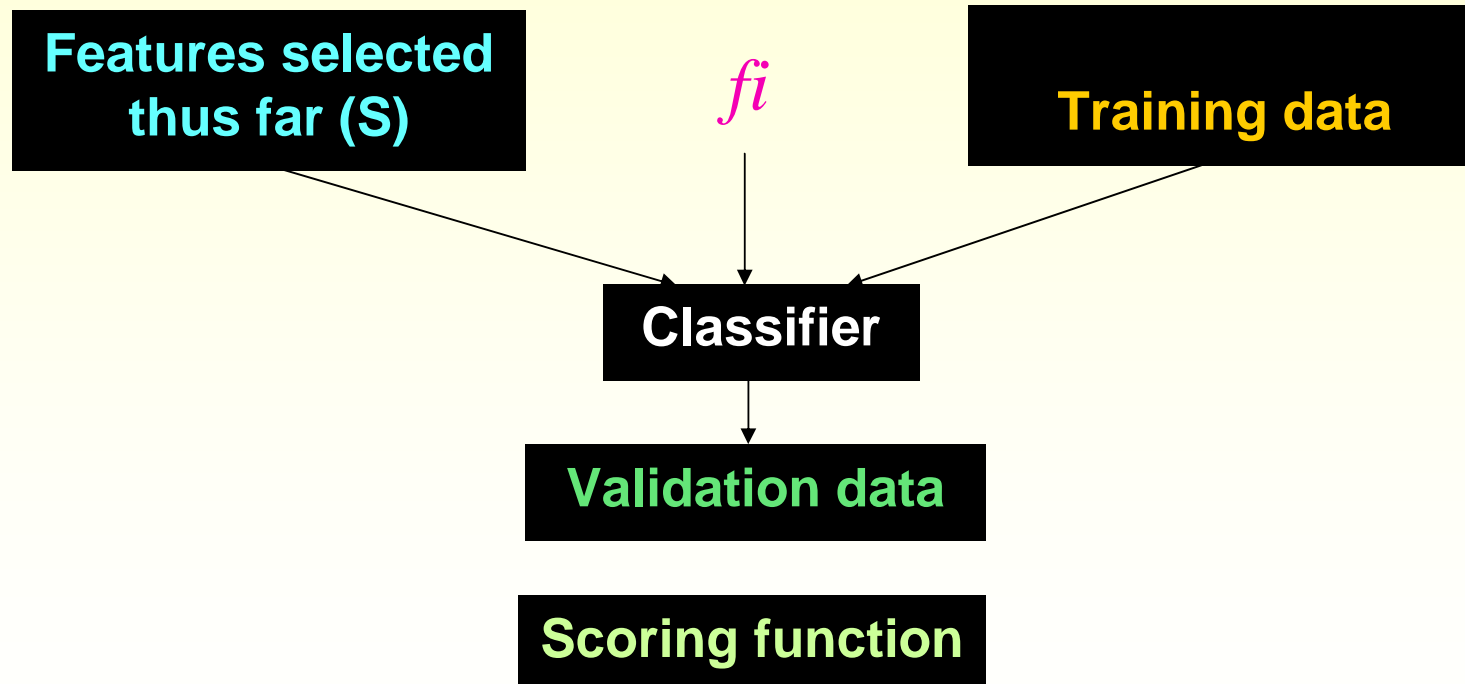 Features selected
thus far (S)
fi
Training data
Classifier
Validation data
Scoring function